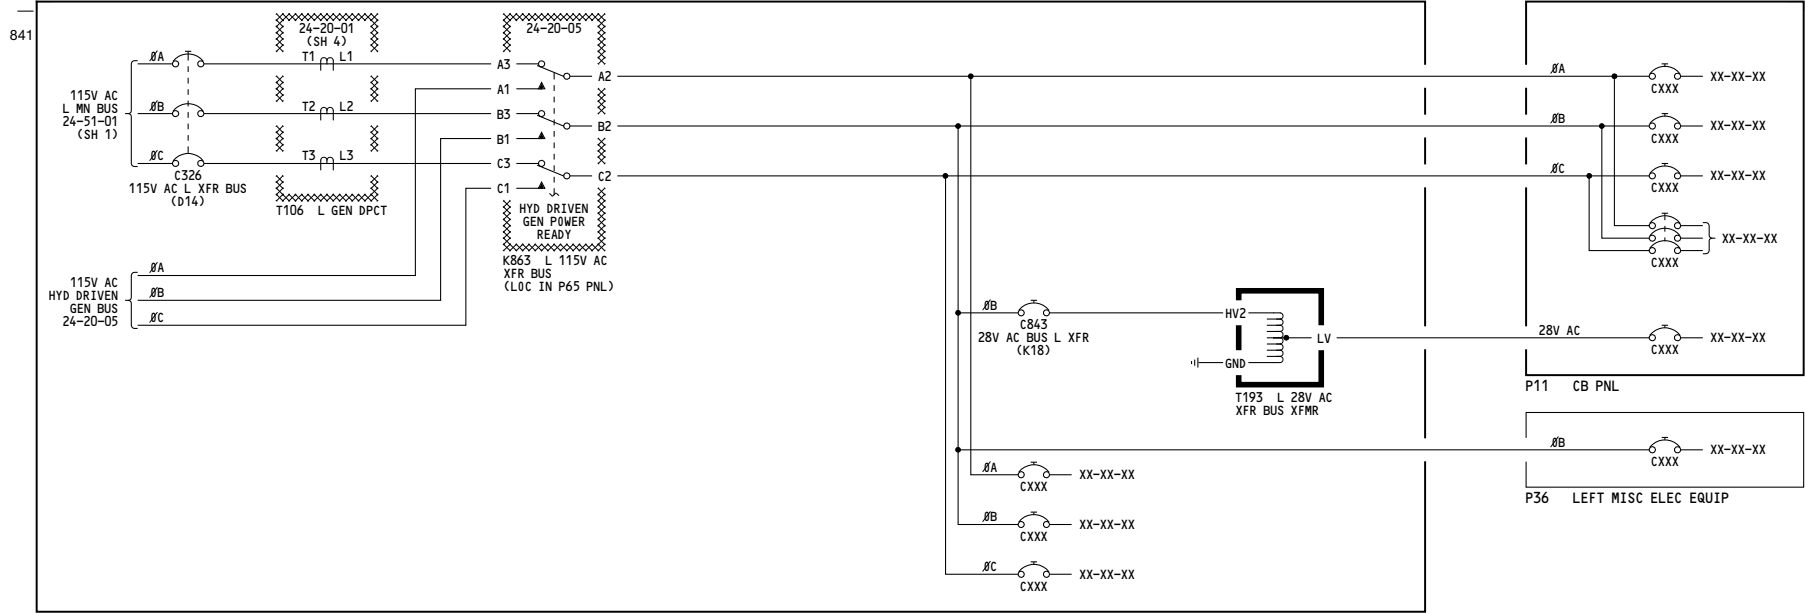 841
24-20-01
(SH 4)
24-20-05
ØA
T1 L1
A3
A2
ØA
CXXX
XX-XX-XX
A1
115V AC
L MN BUS
24-51-01
(SH 1)
ØB
T2 L2
B3
B2
ØB
CXXX
XX-XX-XX
B1
ØC
T3 L3
C3
C2
ØC
CXXX
XX-XX-XX
C1
C326
115V AC L XFR BUS
(D14)
T106 L GEN DPCT
HYD DRIVEN
GEN POWER
READY
K863 L 115V AC
XFR BUS
(LOC IN P65 PNL)
CXXX
XX-XX-XX
115V AC
HYD DRIVEN
GEN BUS
24-20-05
ØA
ØB
ØC
ØB
C843
28V AC BUS L XFR
(K18)
HV2
LV
GND
T193 L 28V AC
XFR BUS XFMR
28V AC
CXXX
XX-XX-XX
P11 CB PNL
ØB
CXXX
XX-XX-XX
P36 LEFT MISC ELEC EQUIP
ØA
CXXX
XX-XX-XX
ØB
CXXX
XX-XX-XX
ØC
CXXX
XX-XX-XX